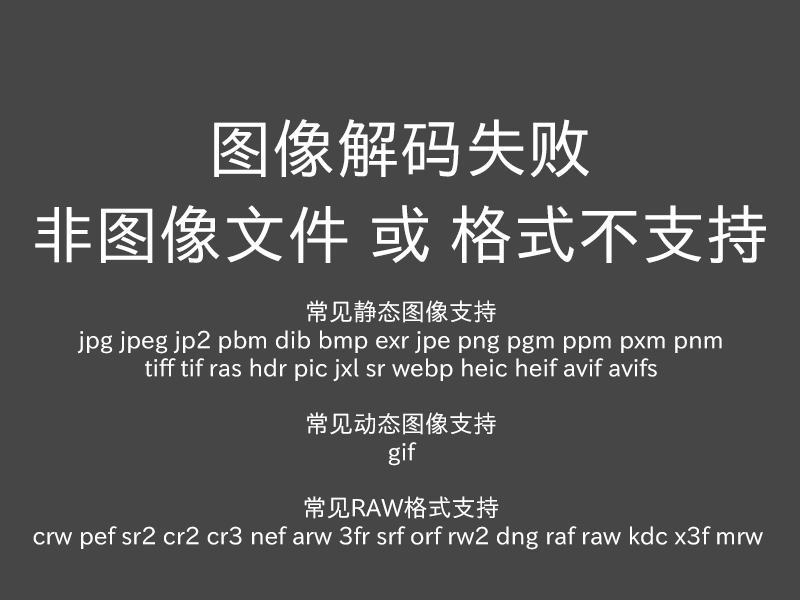 图像解码失败
非图像文件 或 格式不支持
常见静态图像支持
jpg jpeg jp2 pbm dib bmp exr jpe png pgm ppm pxm pnm
tiff tif ras hdr pic jxl sr webp heic heif avif avifs
常见动态图像支持
gif
常见RAW格式支持
crw pef sr2 cr2 cr3 nef arw 3fr srf orf rw2 dng raf raw kdc x3f mrw